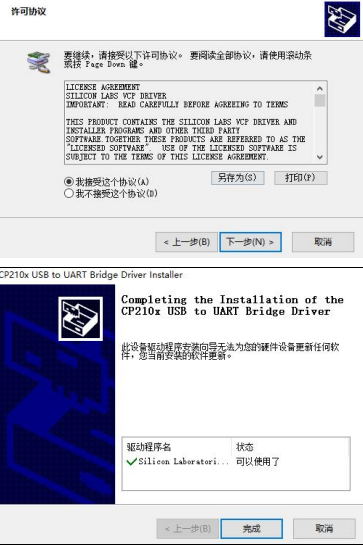 许可协议
要继续，请接受以下许可协议。要阅读全部协议，请使用滚动条
或按 Page Down 键。
LICENSE AGREEMENT
SILICON LABS VCP DRIVER
IMPORTANT:  READ CAREFULLY BEFORE AGREEING TO TERMS
THIS PRODUCT CONTAINS THE SILICON LABS VCP DRIVER AND
INSTALLER PROGRAMS AND OTHER THIRD PARTY
SOFTWARE.TOGETHER THESE PRODUCTS ARE REFERRED TO AS THE
"LICENSED SOFTWARE".  USE OF THE LICENSED SOFTWARE IS
SUBJECT TO THE TERMS OF THIS LICENSE AGREEMENT.
我接受这个协议(A)
另存为(S)
打印(P)
我不接受这个协议(D)
< 上一步(B)
下一步(N) >
取消
CP210x USB to UART Bridge Driver Installer
Completing the Installation of the
CP210x USB to UART Bridge Driver
此设备驱动程序安装向导无法为您的硬件设备更新任何软
件，您当前安装的软件更新。
驱动程序名
状态
Silicon Laboratori...
可以使用了
< 上一步(B)
完成
取消